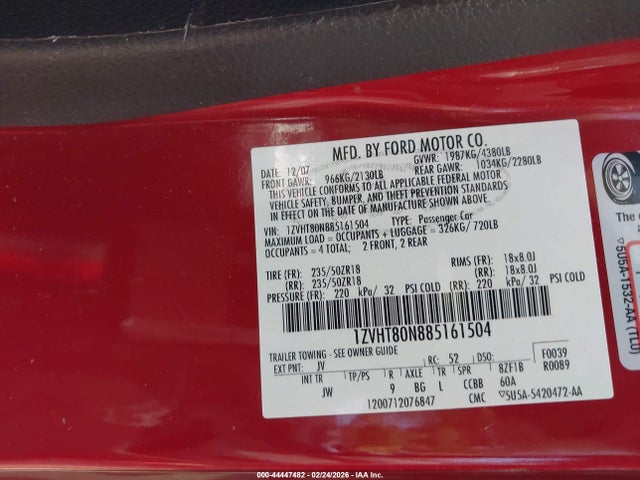 MFD. BY FORD MOTOR CO.
DATE: 12/07 GVWR: 1987KG/4380LB
FRONT GAWR: 966KG/2130LB REAR GAWR: 1034KG/2280LB
THIS VEHICLE CONFORMS TO ALL APPLICABLE FEDERAL MOTOR
VEHICLE SAFETY, BUMPER, AND THEFT PREVENTION STANDARDS
IN EFFECT ON THE DATE OF MANUFACTURE SHOWN ABOVE.
VIN: 1ZVHT80N885161504 TYPE: Passenger Car
MAXIMUM LOAD = OCCUPANTS + LUGGAGE = 326KG/720LB
OCCUPANTS = 4 TOTAL; 2 FRONT, 2 REAR
TIRE (FR): 235/50ZR18 RIMS (FR): 18x8.0J
(RR): 235/50ZR18 (RR): 18x8.0J
PRESSURE (FR): 220 kPa/ 32 PSI COLD (RR): 220 kPa/ 32 PSI COLD
1ZVHT80N885161504
TRAILER TOWING - SEE OWNER GUIDE
EXT PNT: JV RC: 52 DSO: F0039
INT TR TP/PS R AXLE TR SPR 8ZF1B R0089
JW 9 BG L CCBB 60A
1200712076847 CMC 5U5A-5420472-AA
The
5U5A-1532-AA (TL0)
000-44447482 - 02/24/2026 - IAA Inc.